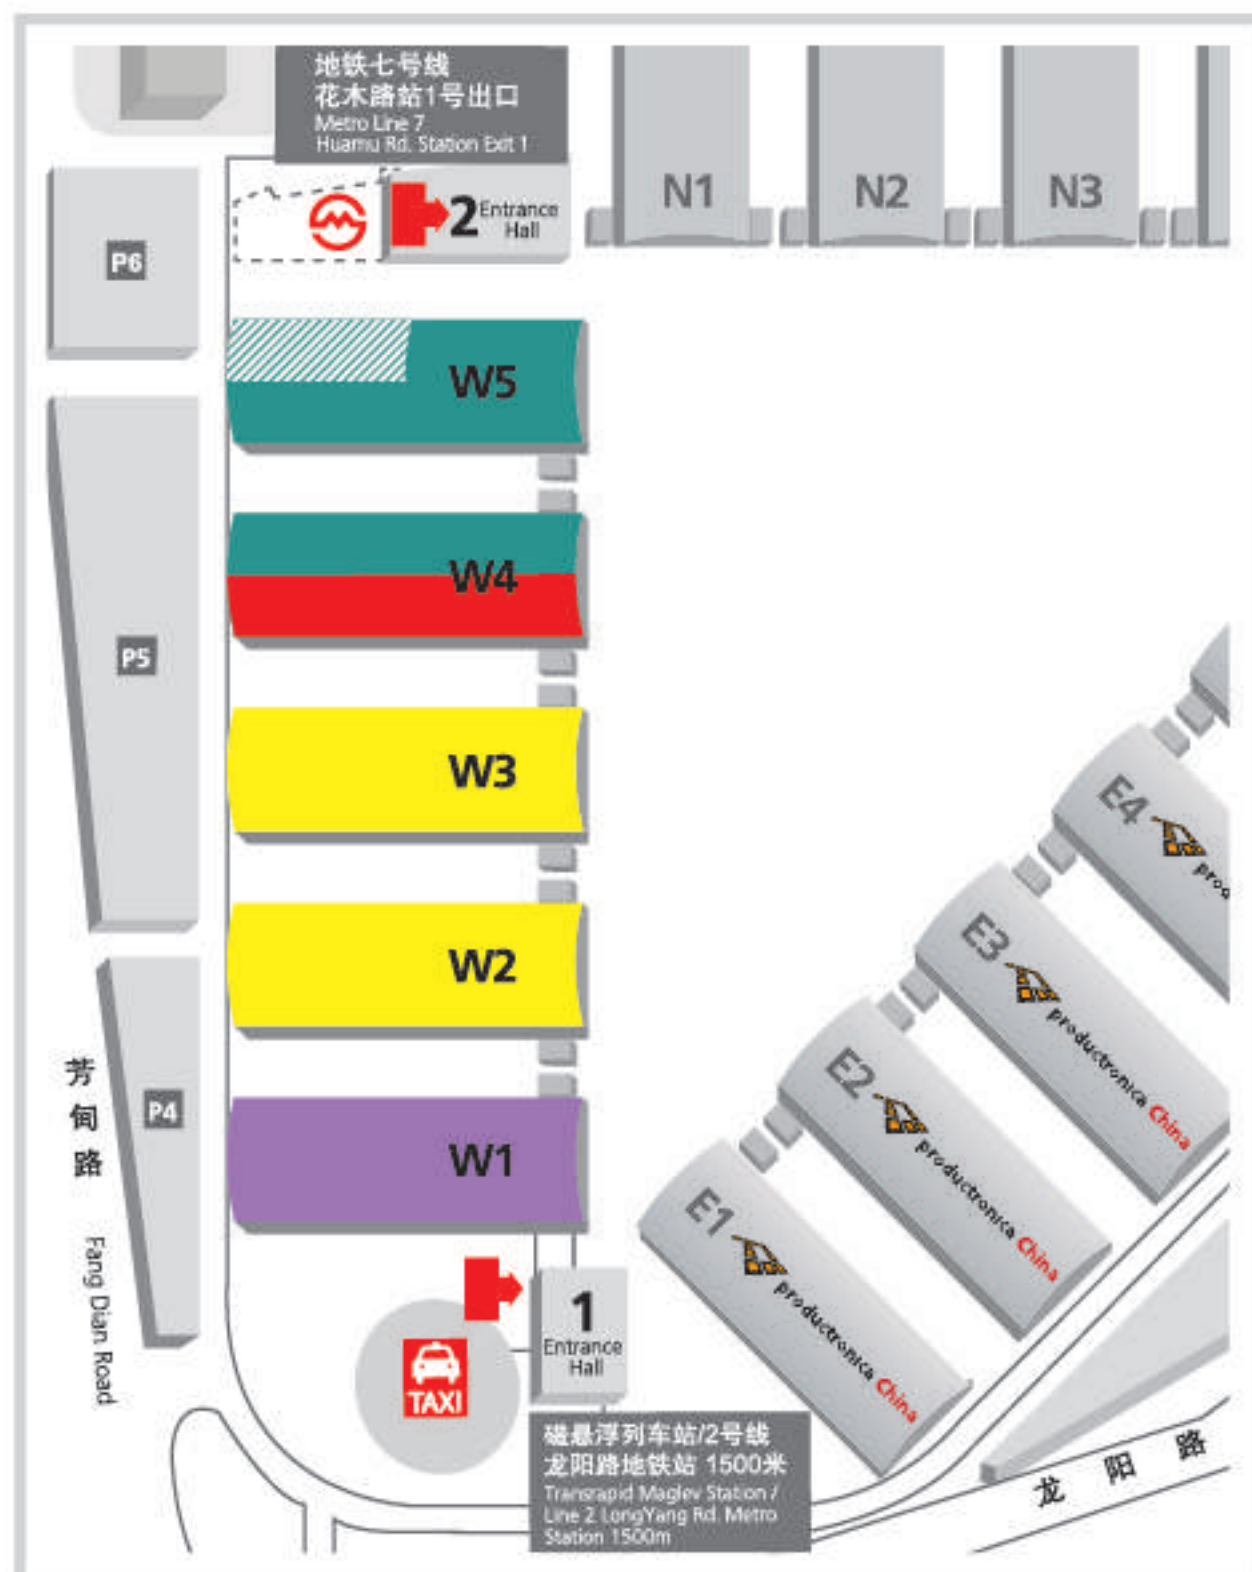 地铁七号线
花木路站1号出口
Metro Line 7
Huamu Rd. Station Exit 1
N1
N2
N3
2 Entrance
Hall
P6
W5
W4
P5
W3
E4
E3
productronica China
W2
E2
productronica China
芳甸路
Fang Dian Road
P4
W1
E1
productronica China
1
Entrance
Hall
TAXI
磁悬浮列车站/2号线
龙阳路地铁站 1500米
Transrapid Maglev Station /
Line 2 LongYang Rd. Metro
Station 1500m
龙阳路